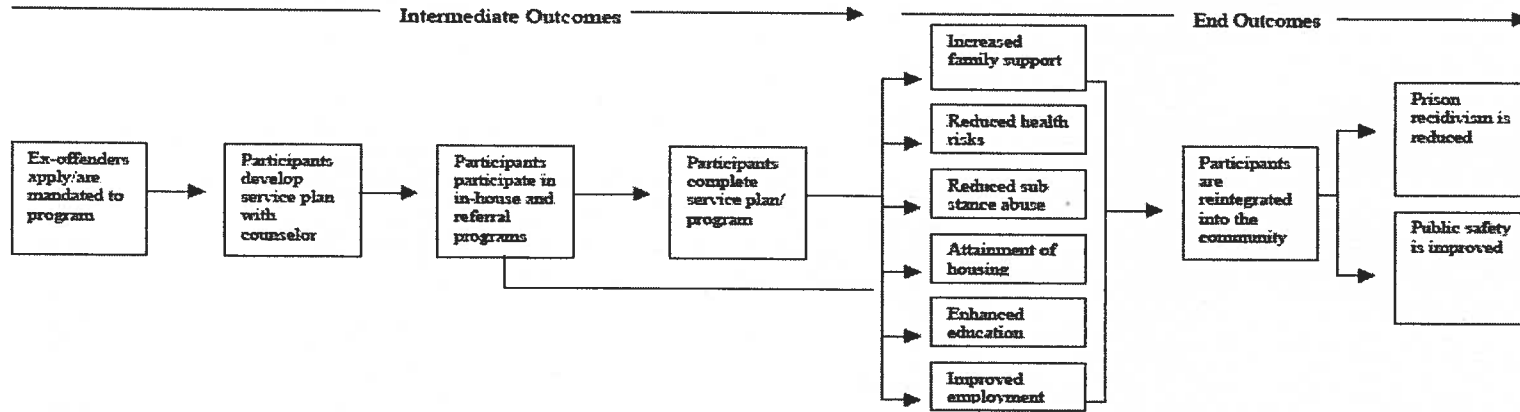 Intermediate Outcomes
End Outcomes
Ex-offenders
apply/are
mandated to
program
Participants
develop
service plan
with
counselor
Participants
participate in
in-house and
referral
programs
Participants
complete
service plan/
program
Increased
family support
Reduced health
risks
Reduced sub
stance abuse
Attainment of
housing
Enhanced
education
Improved
employment
Participants
are
reintegrated
into the
community
Prison
recidivism is
reduced
Public safety
is improved